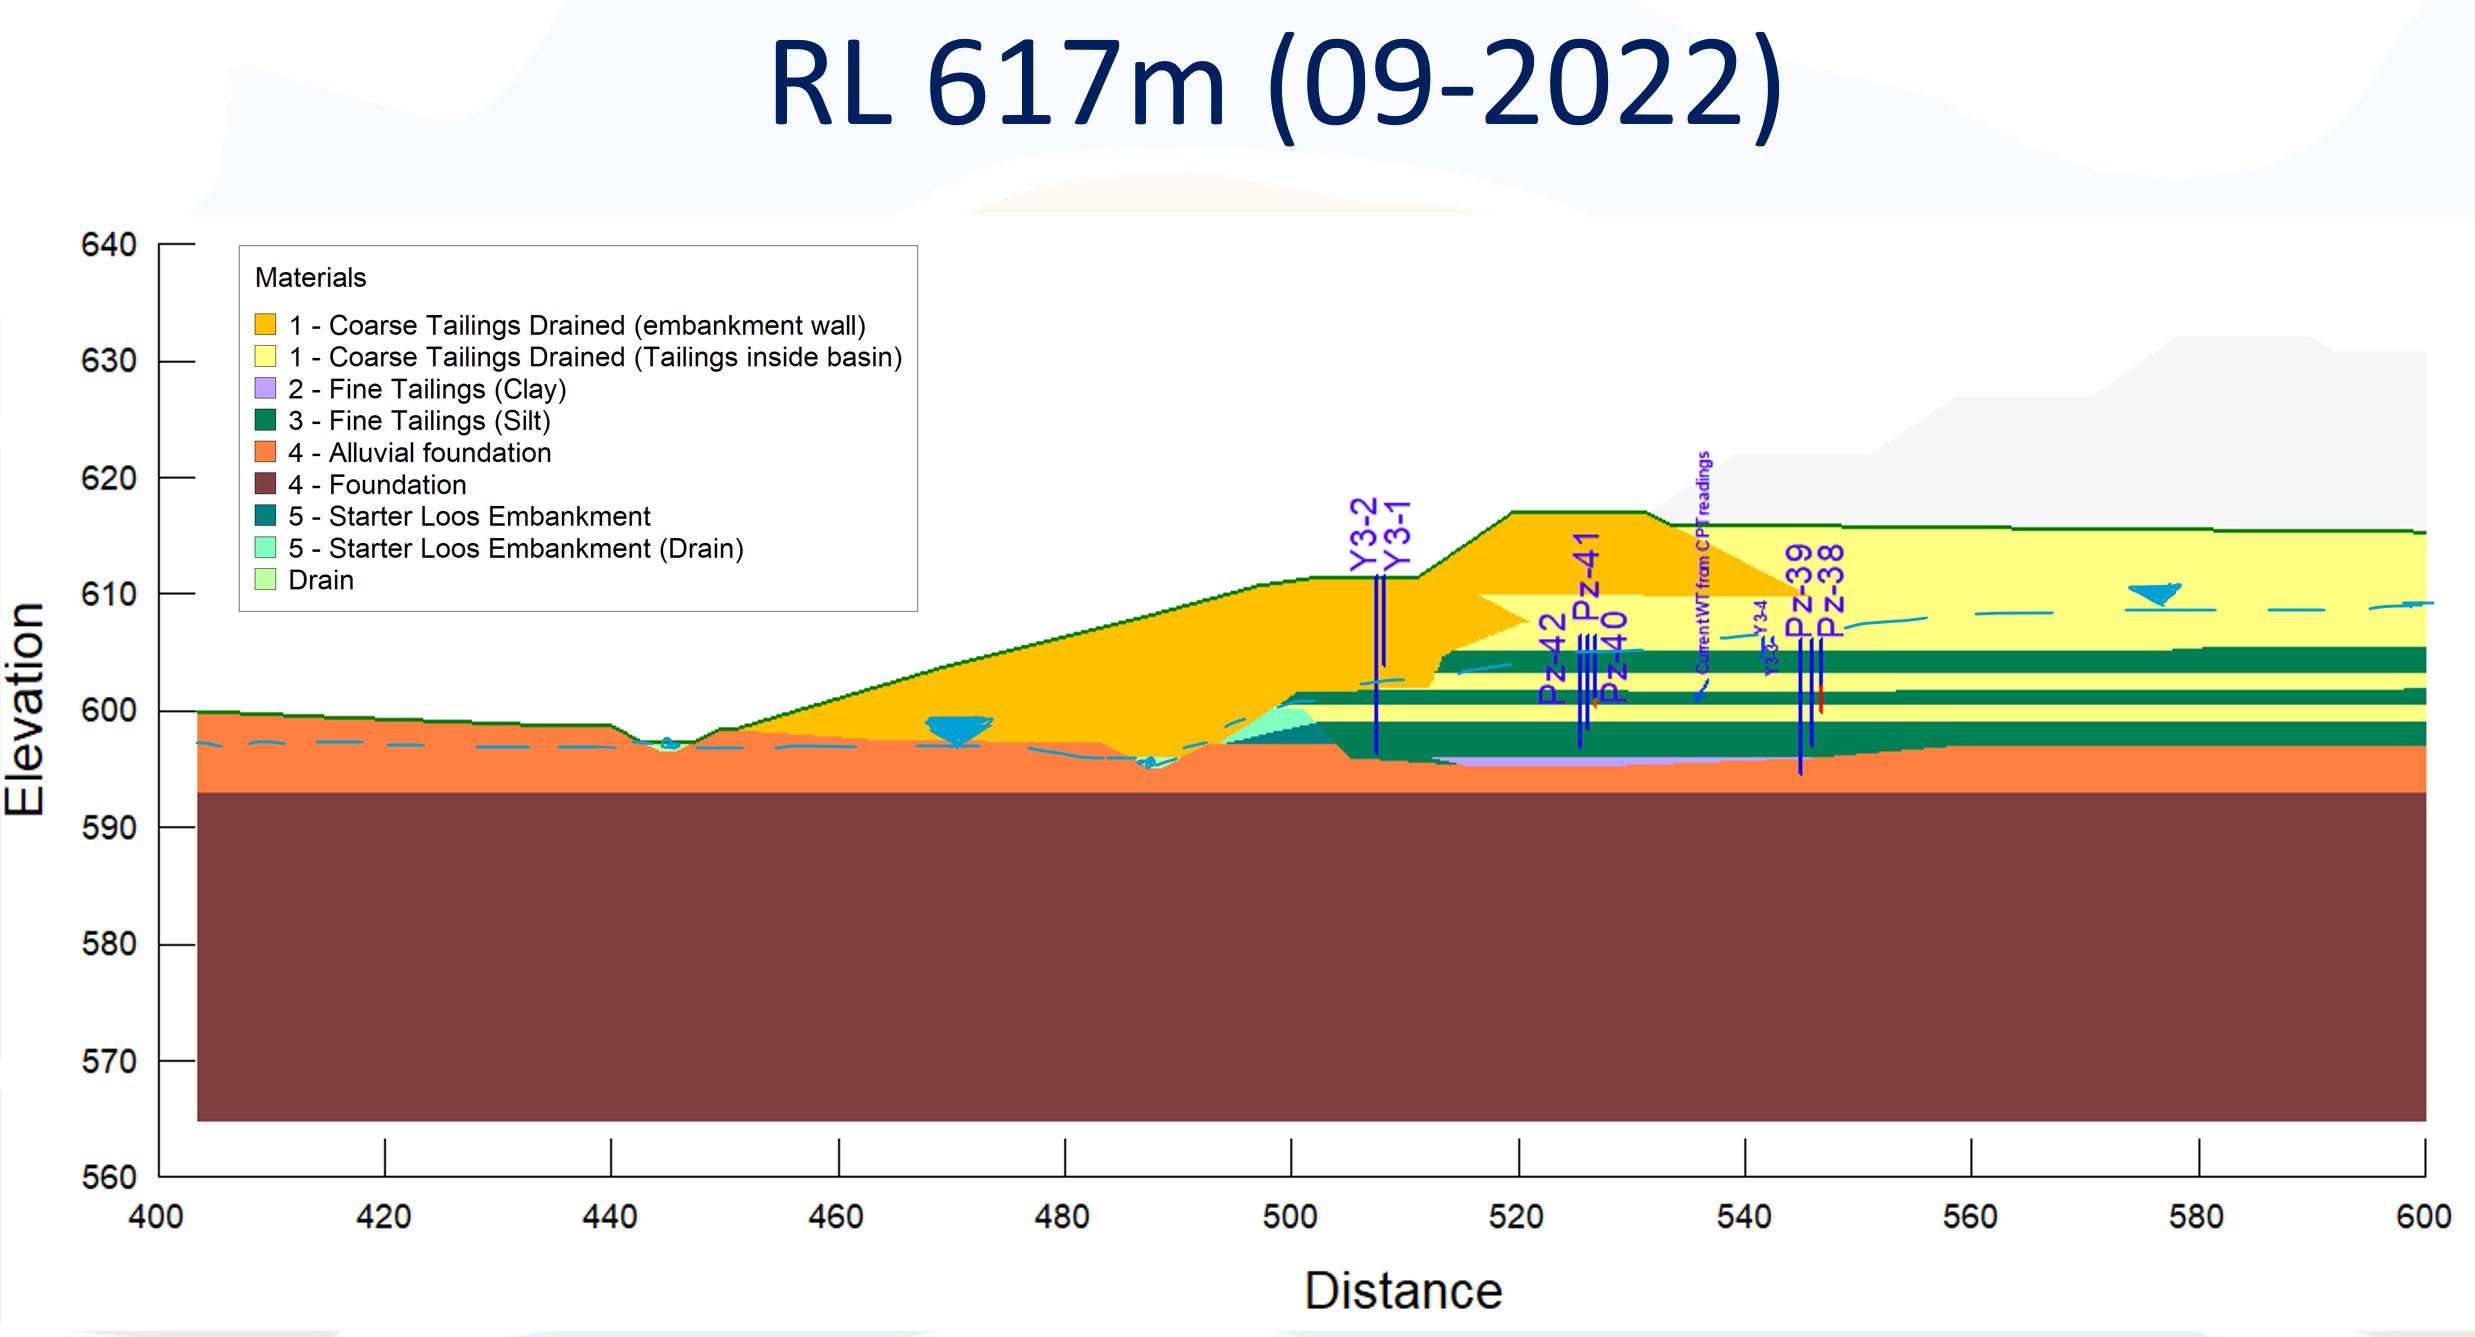 RL 617m (09-2022)
640
630
620
610
600
590
580
570
560
Elevation
Materials
1 - Coarse Tailings Drained (embankment wall)
1 - Coarse Tailings Drained (Tailings inside basin)
2 - Fine Tailings (Clay)
3 - Fine Tailings (Silt)
4 - Alluvial foundation
4 - Foundation
5 - Starter Loos Embankment
5 - Starter Loos Embankment (Drain)
Drain
Y3-2
Y3-1
Pz-42
Pz-41
Pz-40
Current WT from CPT readings
Y3-4
Y3-3
Pz-39
Pz-38
400
420
440
460
480
500
520
540
560
580
600
Distance